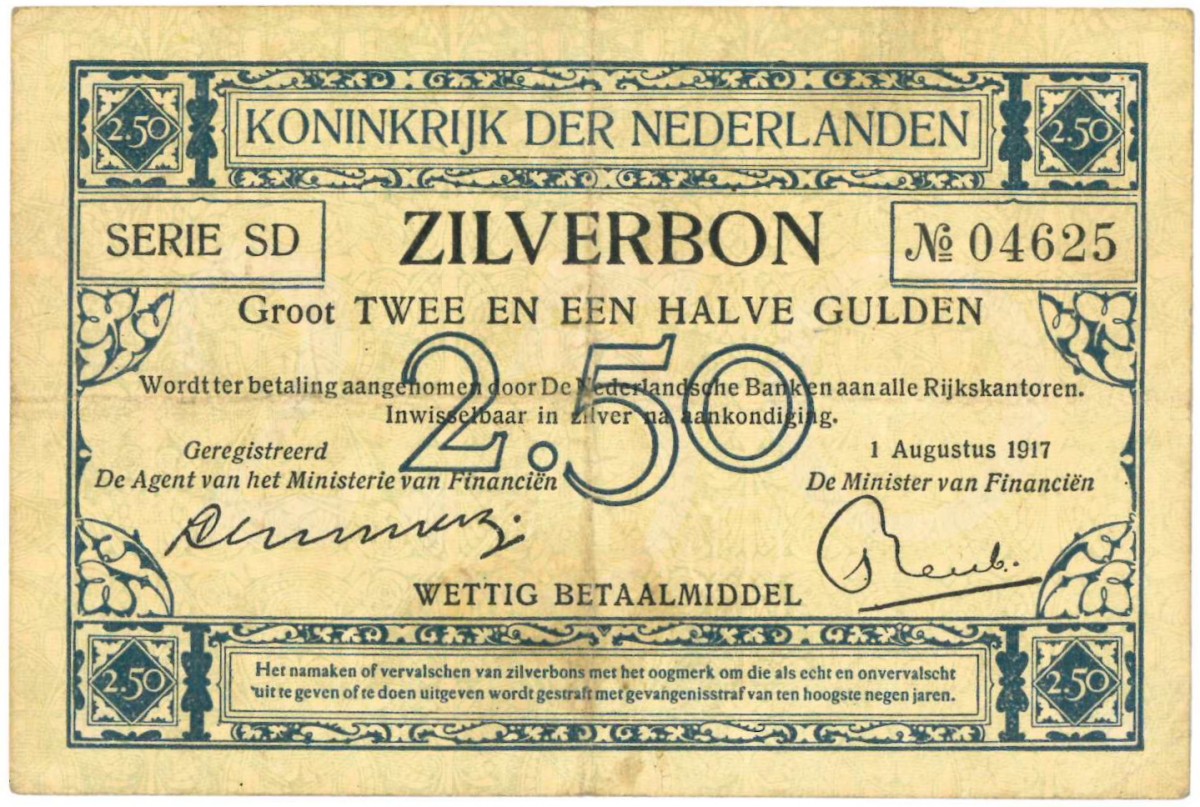 2.50 KONINKRIJK DER NEDERLANDEN 2.50
SERIE SD ZILVERBON № 04625
Groot TWEE EN EEN HALVE GULDEN
2.50
Wordt ter betaling aangenomen door De Nederlandsche Bank en aan alle Rijkskantoren.
Inwisselbaar in zilver na aankondiging.
Geregistreerd 1 Augustus 1917
De Agent van het Ministerie van Financiën De Minister van Financiën
WETTIG BETAALMIDDEL
2.50 Het namaken of vervalschen van zilverbons met het oogmerk om die als echt en onvervalscht 2.50
uit te geven of te doen uitgeven wordt gestraft met gevangenisstraf van ten hoogste negen jaren.